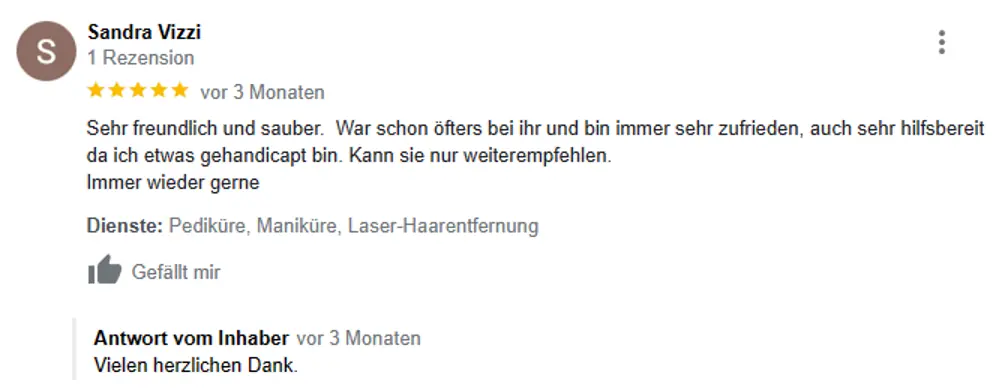 S
Sandra Vizzi
1 Rezension
vor 3 Monaten
Sehr freundlich und sauber.  War schon öfters bei ihr und bin immer sehr zufrieden, auch sehr hilfsbereit
da ich etwas gehandicapt bin. Kann sie nur weiterempfehlen.
Immer wieder gerne
Dienste: Pediküre, Maniküre, Laser-Haarentfernung
Gefällt mir
Antwort vom Inhaber vor 3 Monaten
Vielen herzlichen Dank.